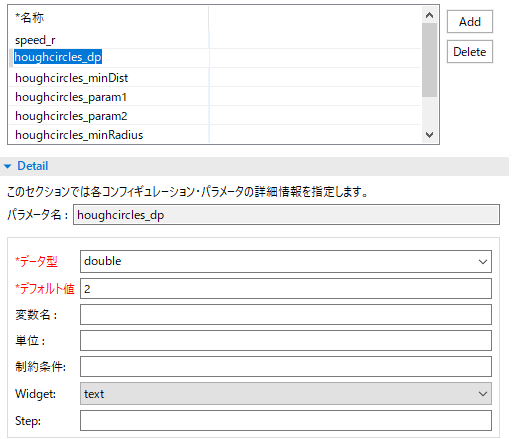 *名称
Add
speed_r
houghcircles_dp
Delete
houghcircles_minDist
houghcircles_param1
houghcircles_param2
houghcircles_minRadius
Detail
このセクションでは各コンフィギュレーション・パラメータの詳細情報を指定します。
パラメータ名 : houghcircles_dp
*データ型 double
*デフォルト値 2
変数名 :
単位 :
制約条件:
Widget: text
Step: